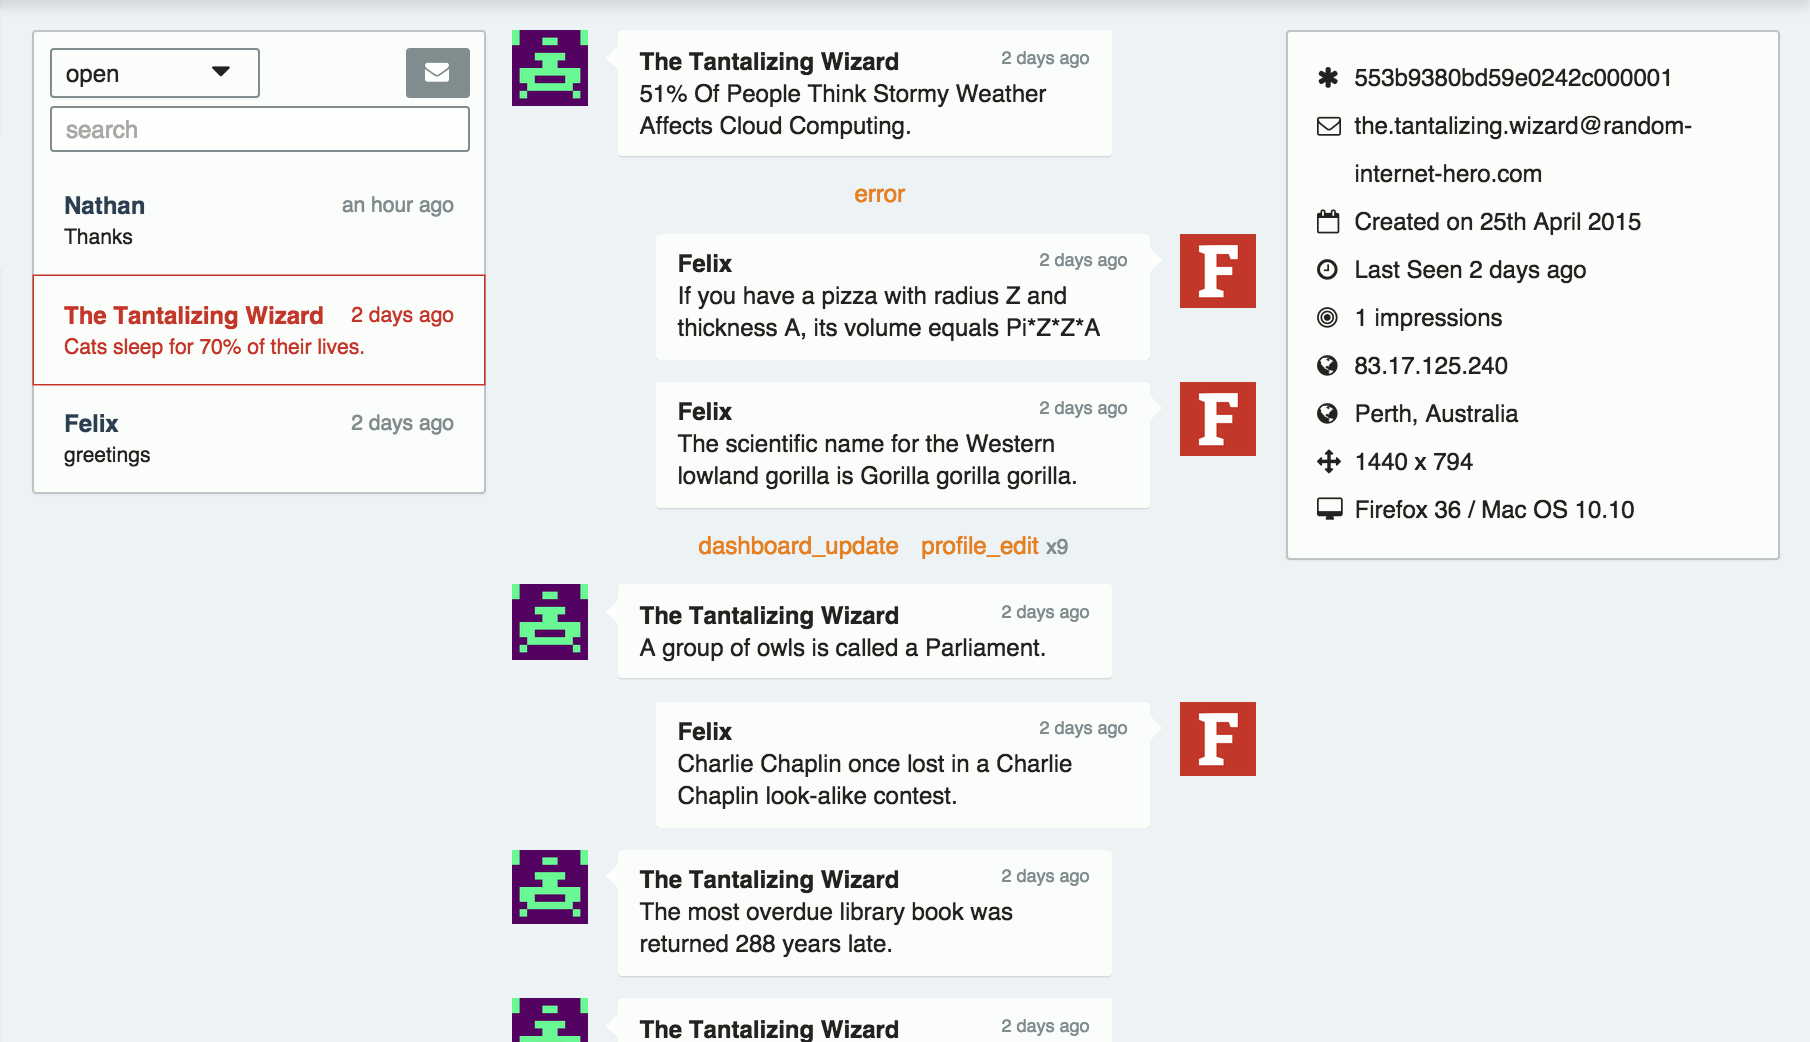 open
search
Nathan an hour ago
Thanks
The Tantalizing Wizard 2 days ago
Cats sleep for 70% of their lives.
Felix 2 days ago
greetings
The Tantalizing Wizard 2 days ago
51% Of People Think Stormy Weather
Affects Cloud Computing.
error
Felix 2 days ago
If you have a pizza with radius Z and
thickness A, its volume equals Pi*Z*Z*A
F
Felix 2 days ago
The scientific name for the Western
lowland gorilla is Gorilla gorilla gorilla.
F
dashboard_update profile_edit x9
The Tantalizing Wizard 2 days ago
A group of owls is called a Parliament.
Felix 2 days ago
Charlie Chaplin once lost in a Charlie
Chaplin look-alike contest.
F
The Tantalizing Wizard 2 days ago
The most overdue library book was
returned 288 years late.
The Tantalizing Wizard 2 days ago
553b9380bd59e0242c000001
the.tantalizing.wizard@random-
internet-hero.com
Created on 25th April 2015
Last Seen 2 days ago
1 impressions
83.17.125.240
Perth, Australia
1440 x 794
Firefox 36 / Mac OS 10.10